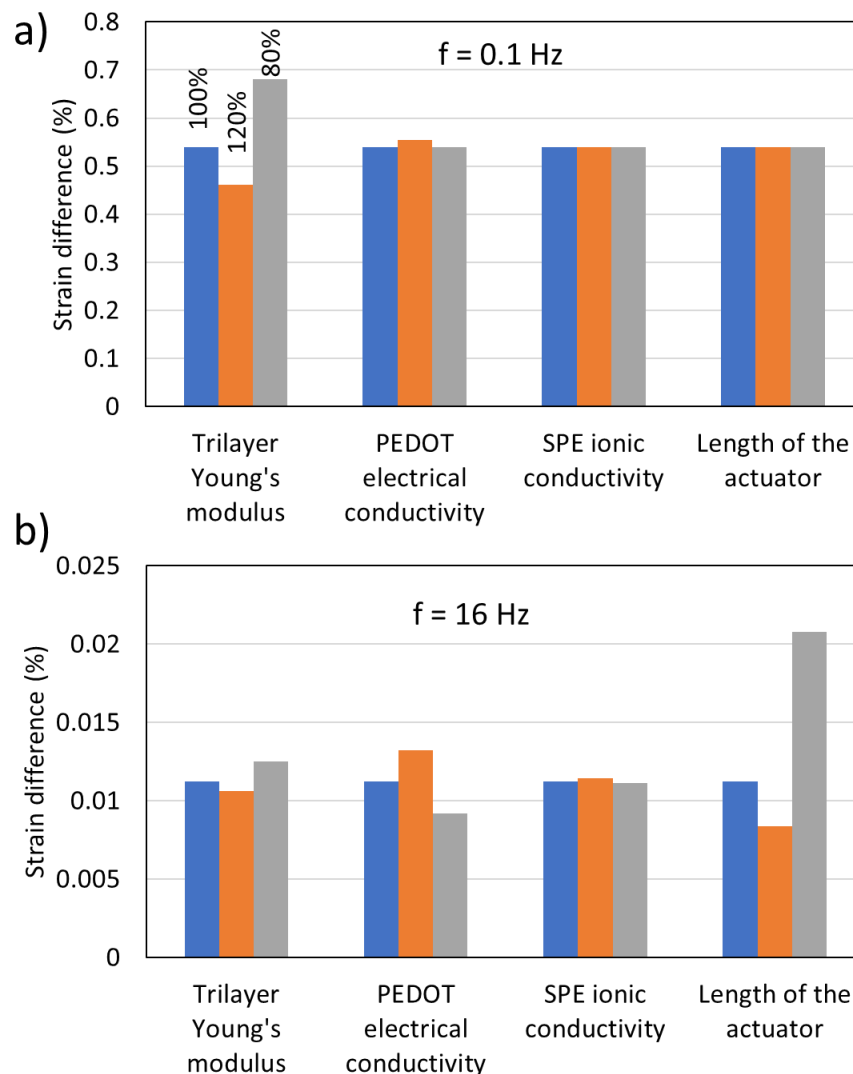 a)
0.8
0.7
0.6
0.5
0.4
0.3
0.2
0.1
0
Strain difference (%)
f = 0.1 Hz
100%
120%
80%
Trilayer
Young's
modulus
PEDOT
electrical
conductivity
SPE ionic
conductivity
Length of the
actuator
b)
0.025
0.02
0.015
0.01
0.005
0
Strain difference (%)
f = 16 Hz
Trilayer
Young's
modulus
PEDOT
electrical
conductivity
SPE ionic
conductivity
Length of the
actuator